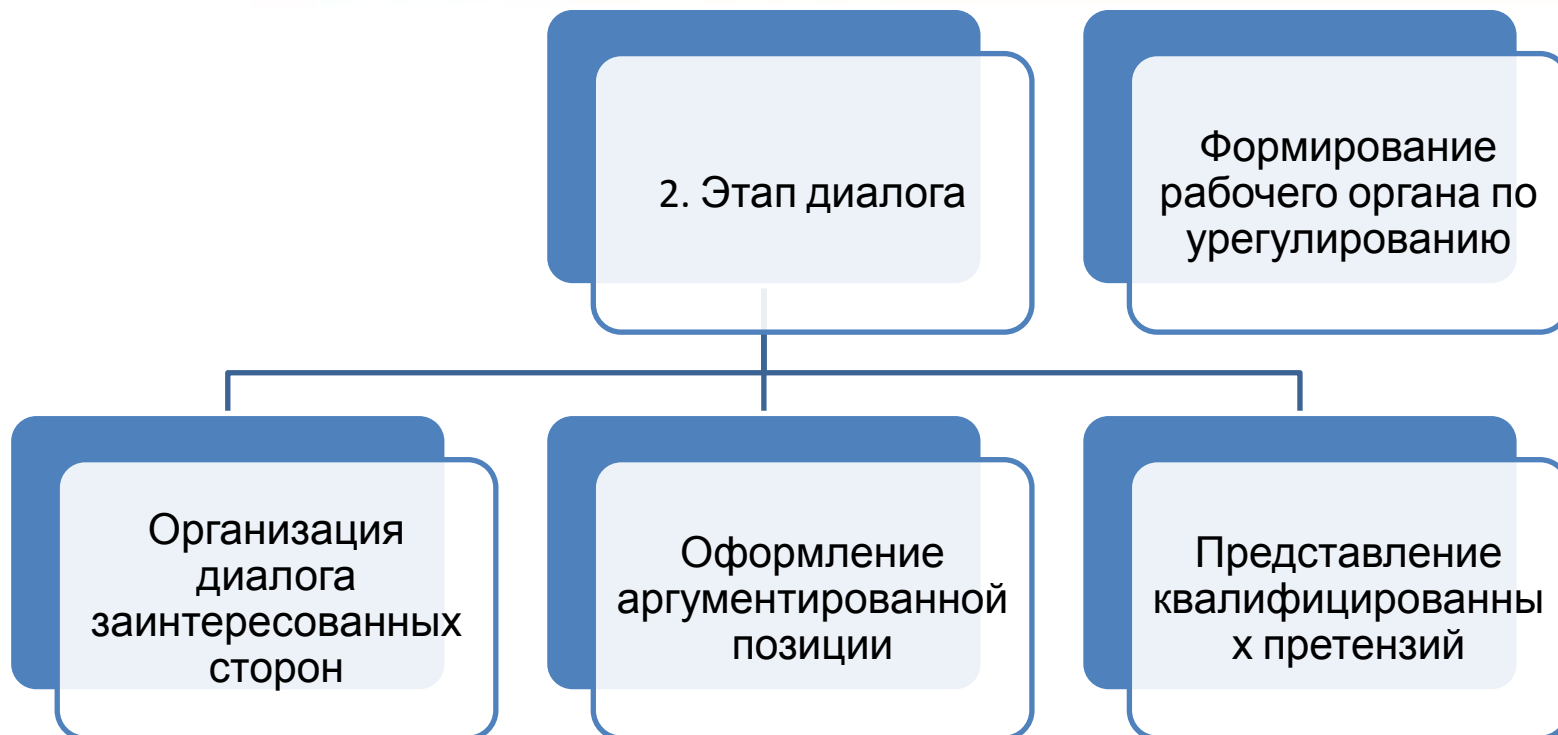 2. Этап диалога
Формирование
рабочего органа по
урегулированию
Организация
диалога
заинтересованных
сторон
Оформление
аргументированной
позиции
Представление
квалифицированны
х претензий